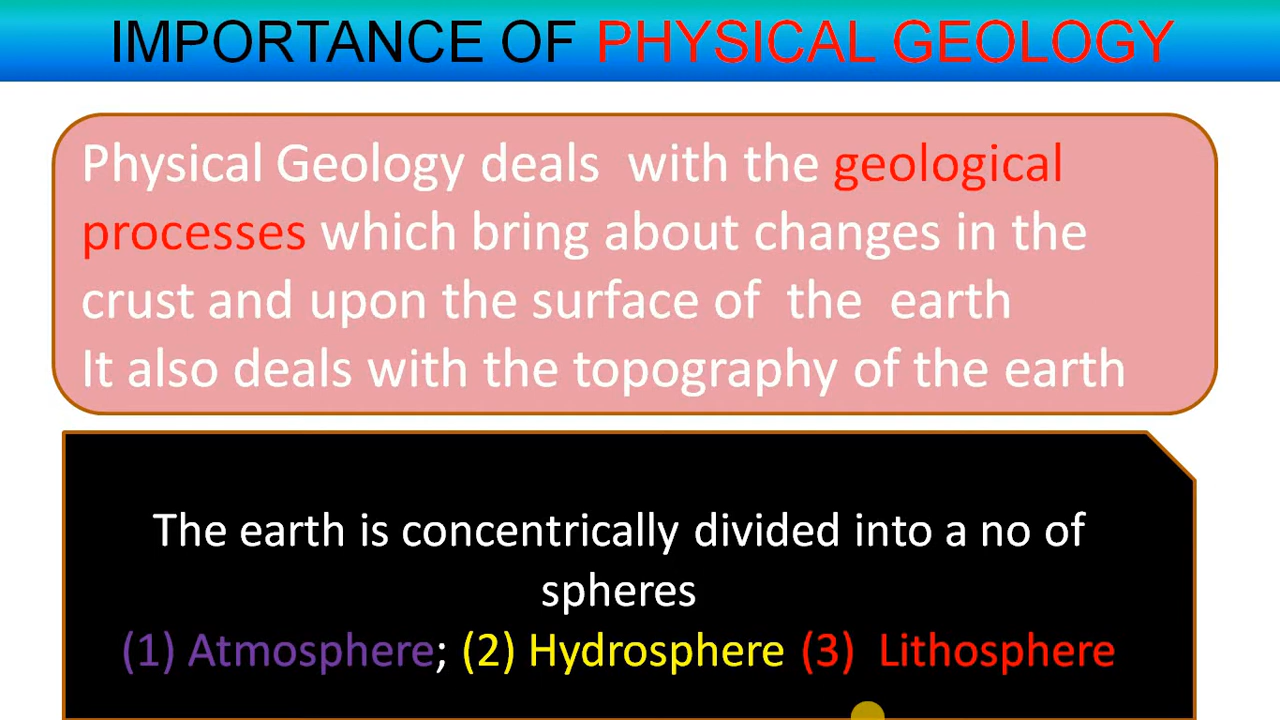 IMPORTANCE OF PHYSICAL GEOLOGY
Physical Geology deals with the geological
processes which bring about changes in the
crust and upon the surface of the earth
It also deals with the topography of the earth
The earth is concentrically divided into a no of
spheres
(1) Atmosphere; (2) Hydrosphere (3) Lithosphere